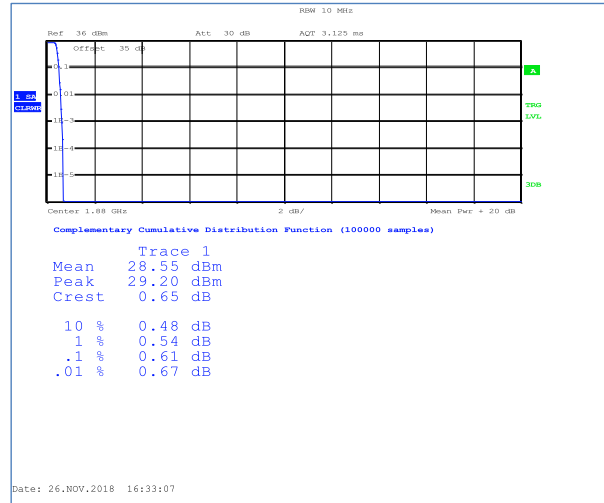 RBW 10 MHz
Ref 36 dBm Att 30 dB AQT 3.125 ms
Offset 35 dB
0.1
A
0.01
1 SA
CLRWR
TRG
LVL
1E-3
1E-4
1E-5
3DB
Center 1.88 GHz 2 dB/ Mean Pwr + 20 dB
Complementary Cumulative Distribution Function (100000 samples)
Trace 1
Mean 28.55 dBm
Peak 29.20 dBm
Crest 0.65 dB
10 % 0.48 dB
1 % 0.54 dB
.1 % 0.61 dB
.01 % 0.67 dB
Date: 26.NOV.2018 16:33:07